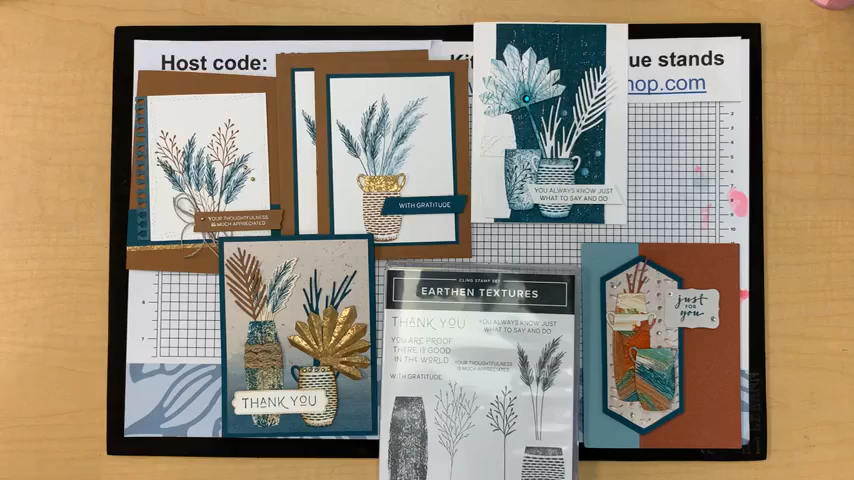 Host code:
Ki
ue stands
hop.com
YOUR THOUGHTFULNESS
IS MUCH APPRECIATED
WITH GRATITUDE
YOU ALWAYS KNOW JUST
WHAT TO SAY AND DO
THANK YOU
just
FOR
you
CLING STAMP SET
EARTHEN TEXTURES
THANK YOU
YOU ALWAYS KNOW JUST
WHAT TO SAY AND DO
YOU ARE PROOF
THERE IS GOOD
IN THE WORLD
YOUR THOUGHTFULNESS
IS MUCH APPRECIATED
WITH GRATITUDE